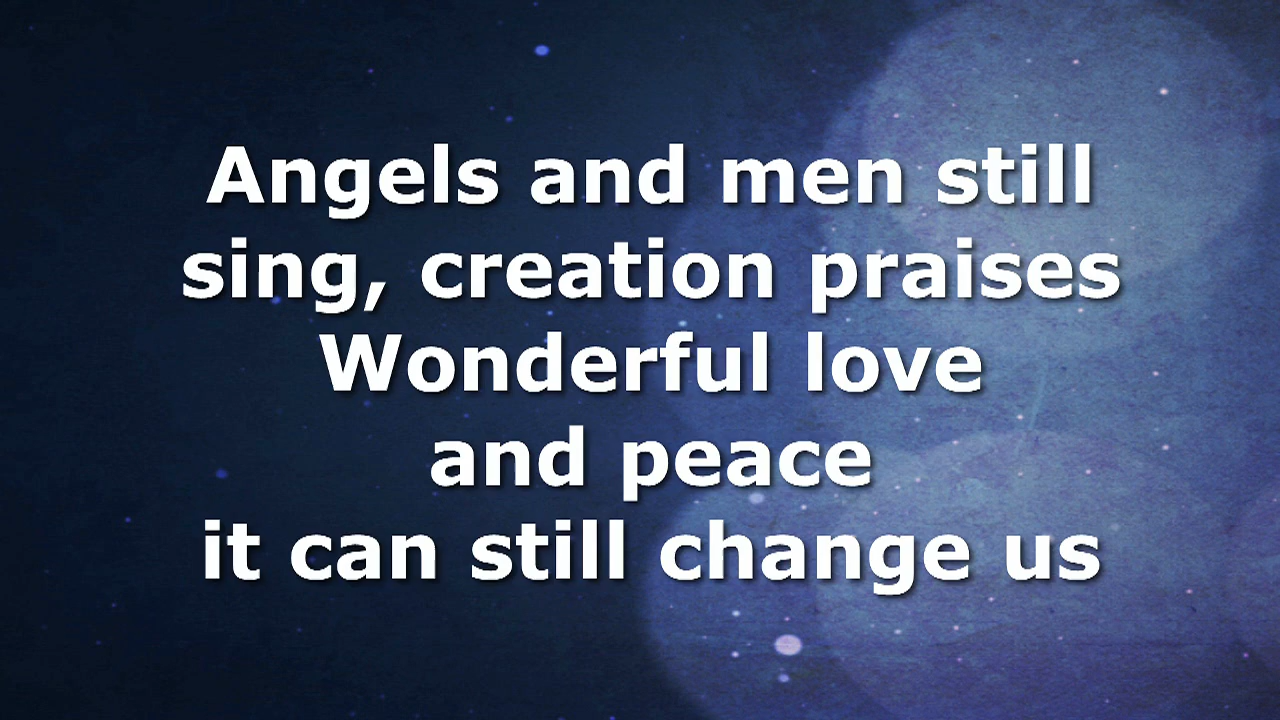 Angels and men still
sing, creation praises
Wonderful love
and peace
it can still change us